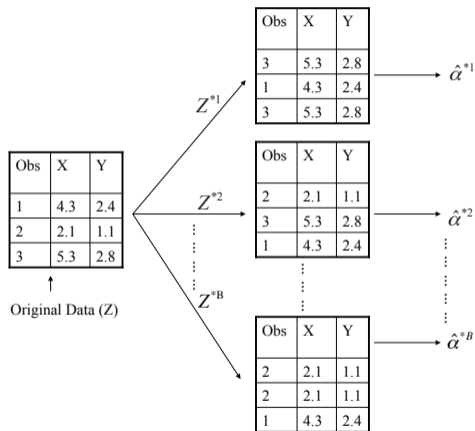 Obs X Y
3 5.3 2.8
1 4.3 2.4
3 5.3 2.8
α̂*1
Z*1
Obs X Y
1 4.3 2.4
2 2.1 1.1
3 5.3 2.8
Original Data (Z)
Z*2
Obs X Y
2 2.1 1.1
3 5.3 2.8
1 4.3 2.4
α̂*2
Z*B
Obs X Y
2 2.1 1.1
2 2.1 1.1
1 4.3 2.4
α̂*B